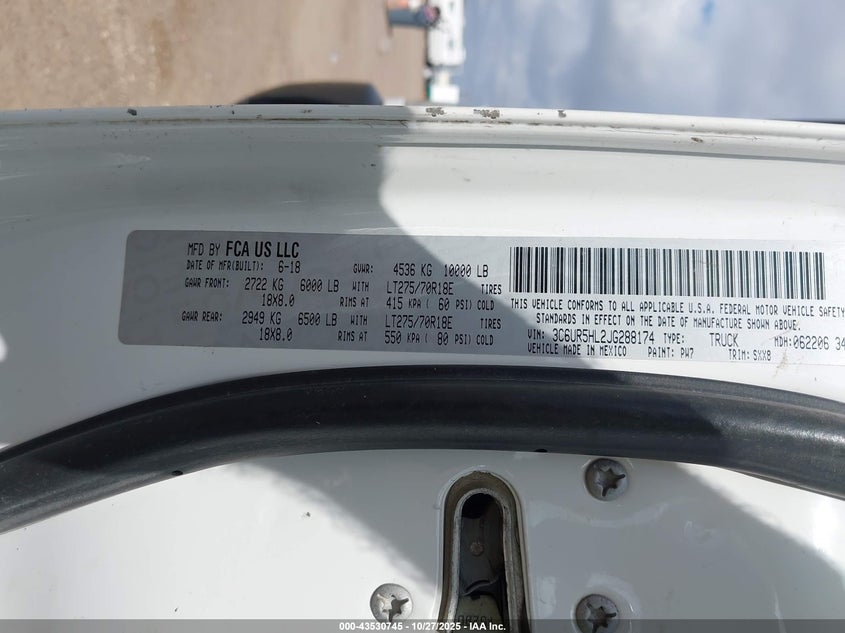 MFD BY FCA US LLC
DATE OF MFR(BUILT): 6-18 GVWR: 4536 KG 10000 LB
GAWR FRONT: 2722 KG 6000 LB WITH LT275/70R18E TIRES
18X8.0 RIMS AT 415 KPA ( 60 PSI) COLD
GAWR REAR: 2949 KG 6500 LB WITH LT275/70R18E TIRES
18X8.0 RIMS AT 550 KPA ( 80 PSI) COLD
THIS VEHICLE CONFORMS TO ALL APPLICABLE U.S.A. FEDERAL MOTOR VEHICLE SAFETY
STANDARDS IN EFFECT ON THE DATE OF MANUFACTURE SHOWN ABOVE.
VIN: 3C6UR5HL2JG288174 TYPE: TRUCK MDH: 062206 34
VEHICLE MADE IN MEXICO PAINT: PW7 TRIM: SXX8
000-43530745 - 10/27/2025 - IAA Inc.